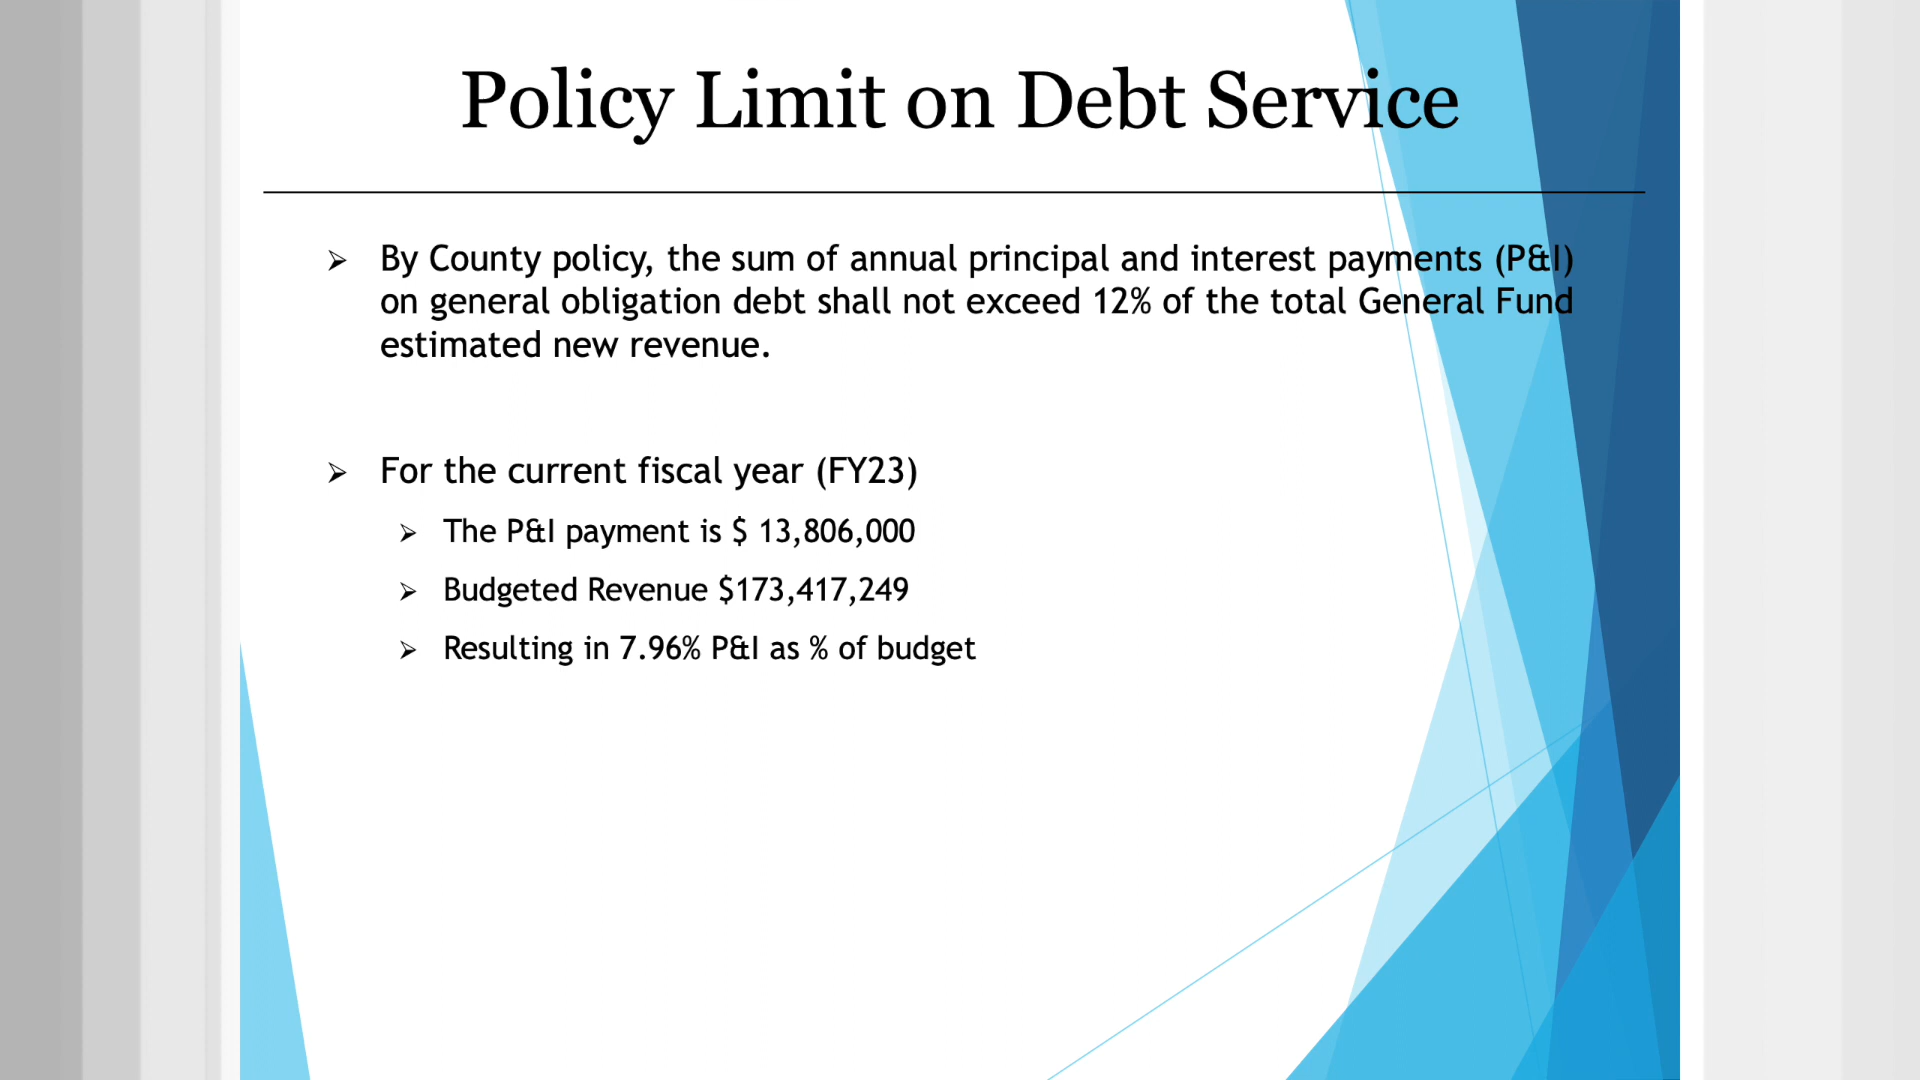 Policy Limit on Debt Service
➢ By County policy, the sum of annual principal and interest payments (P&I)
on general obligation debt shall not exceed 12% of the total General Fund
estimated new revenue.
➢ For the current fiscal year (FY23)
➢ The P&I payment is $ 13,806,000
➢ Budgeted Revenue $173,417,249
➢ Resulting in 7.96% P&I as % of budget